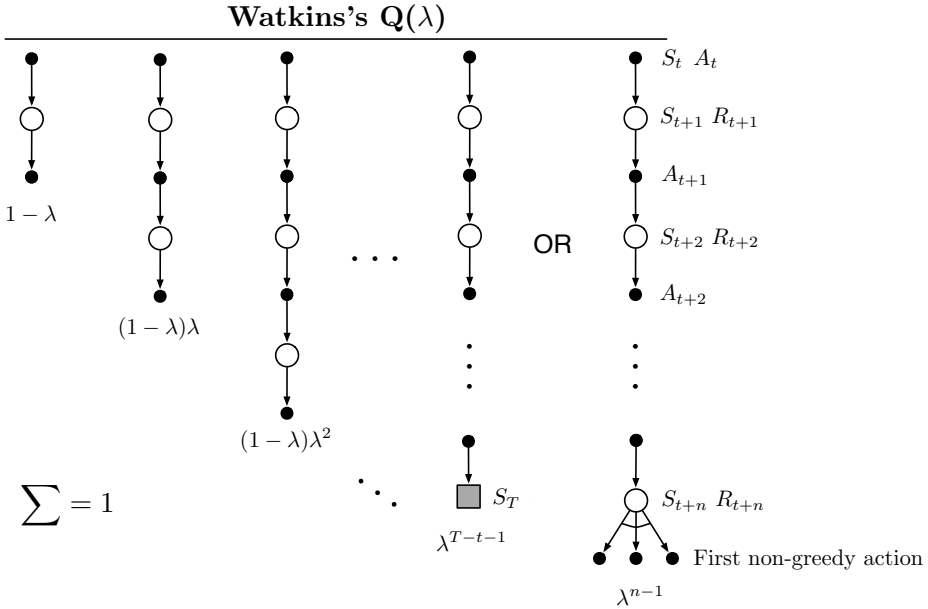 Watkins's Q(λ)
S_t A_t
S_{t+1} R_{t+1}
A_{t+1}
1 − λ
S_{t+2} R_{t+2}
OR
A_{t+2}
(1 − λ)λ
(1 − λ)λ^2
∑ = 1
S_T
S_{t+n} R_{t+n}
λ^{T−t−1}
First non-greedy action
λ^{n−1}